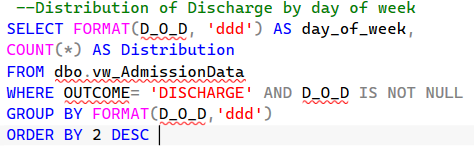 --Distribution of Discharge by day of week
SELECT FORMAT(D_O_D, 'ddd') AS day_of_week,
COUNT(*) AS Distribution
FROM dbo.vw_AdmissionData
WHERE OUTCOME= 'DISCHARGE' AND D_O_D IS NOT NULL
GROUP BY FORMAT(D_O_D,'ddd')
ORDER BY 2 DESC